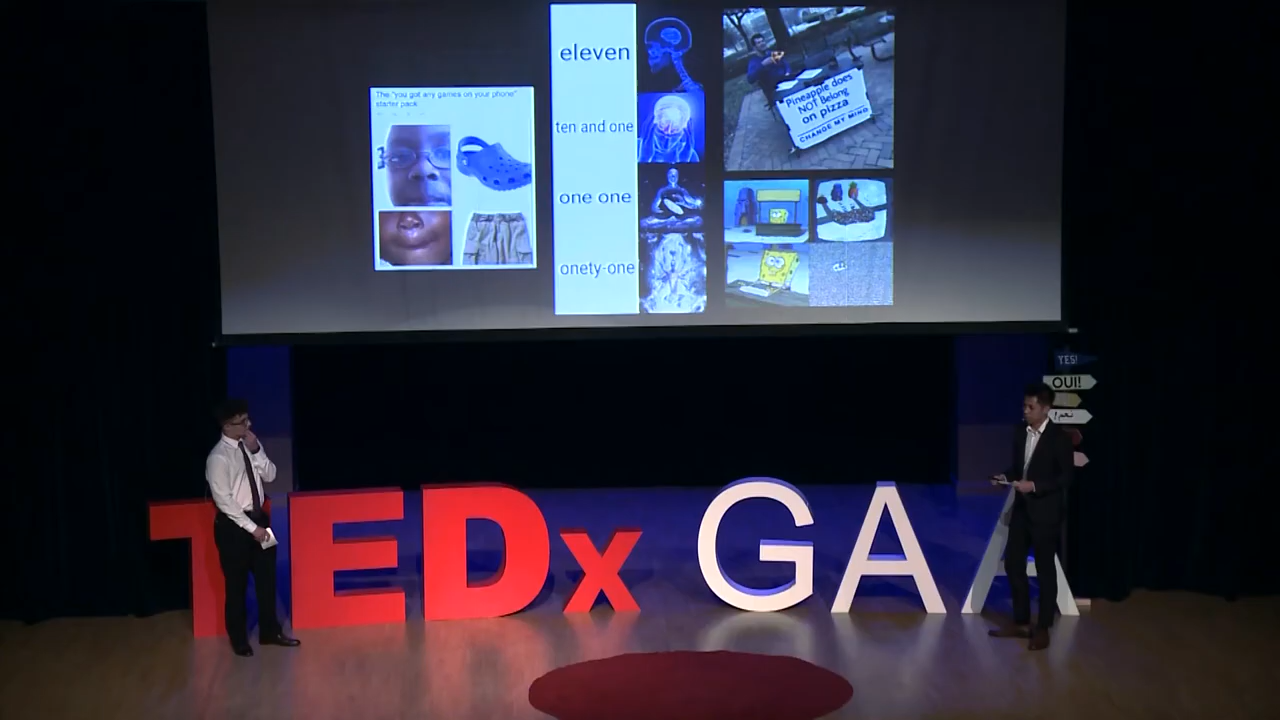 The "you got any games on your phone"
starter pack
eleven
ten and one
one one
onety-one
Pineapple does
NOT Belong
on pizza
CHANGE MY MIND
YES!
OUI!
نعم!
TEDx GAA